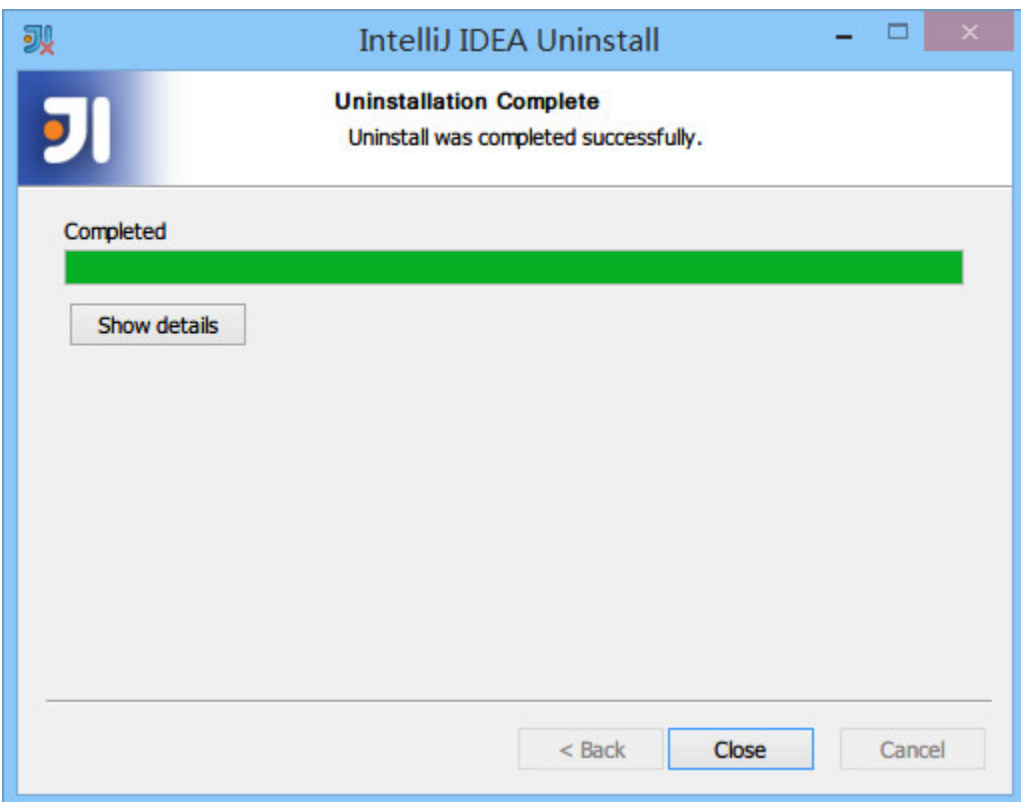 IntelliJ IDEA Uninstall
Uninstallation Complete
Uninstall was completed successfully.
Completed
Show details
< Back
Close
Cancel